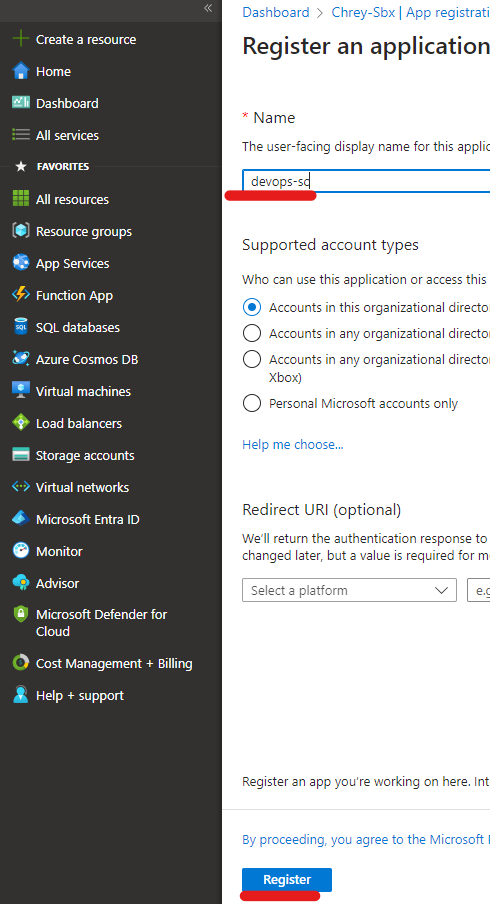 «
Create a resource
Home
Dashboard
All services
FAVORITES
All resources
Resource groups
App Services
Function App
SQL
SQL databases
Azure Cosmos DB
Virtual machines
Load balancers
Storage accounts
Virtual networks
Microsoft Entra ID
Monitor
Advisor
Microsoft Defender for
Cloud
Cost Management + Billing
Help + support
Dashboard > Chrey-Sbx | App registrati
Register an application
* Name
The user-facing display name for this applic
devops-sc
Supported account types
Who can use this application or access this
Accounts in this organizational directo
Accounts in any organizational directo
Accounts in any organizational directo
Xbox)
Personal Microsoft accounts only
Help me choose...
Redirect URI (optional)
We'll return the authentication response to
changed later, but a value is required for m
Select a platform
e.g
Register an app you're working on here. Int
By proceeding, you agree to the Microsoft
Register